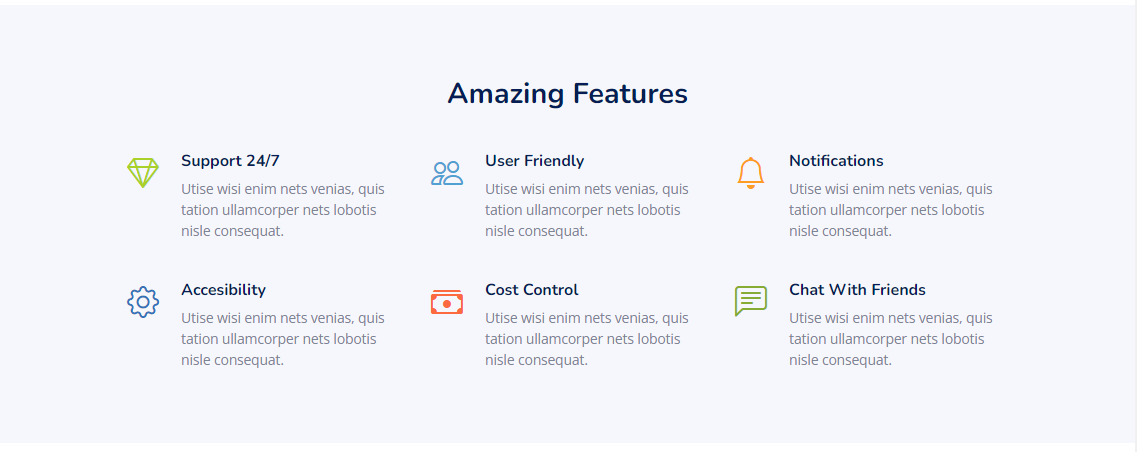 Amazing Features
Support 24/7
Utise wisi enim nets venias, quis
tation ullamcorper nets lobotis
nisle consequat.
User Friendly
Utise wisi enim nets venias, quis
tation ullamcorper nets lobotis
nisle consequat.
Notifications
Utise wisi enim nets venias, quis
tation ullamcorper nets lobotis
nisle consequat.
Accesibility
Utise wisi enim nets venias, quis
tation ullamcorper nets lobotis
nisle consequat.
Cost Control
Utise wisi enim nets venias, quis
tation ullamcorper nets lobotis
nisle consequat.
Chat With Friends
Utise wisi enim nets venias, quis
tation ullamcorper nets lobotis
nisle consequat.